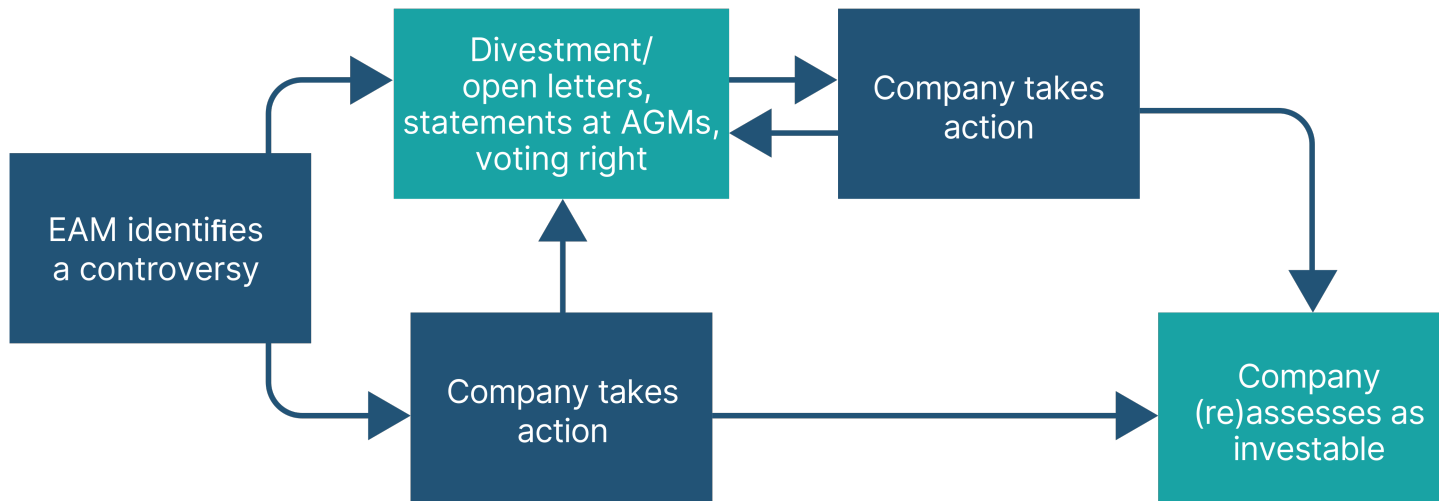 EAM identifies
a controversy
Divestment/
open letters,
statements at AGMs,
voting right
Company takes
action
Company takes
action
Company
(re)assesses as
investable